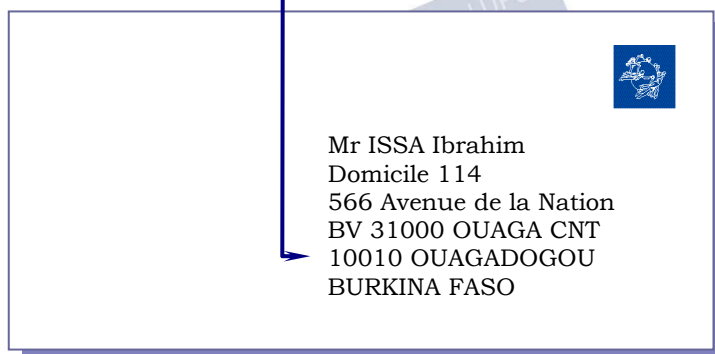 Mr ISSA Ibrahim
Domicile 114
566 Avenue de la Nation
BV 31000 OUAGA CNT
10010 OUAGADOGOU
BURKINA FASO